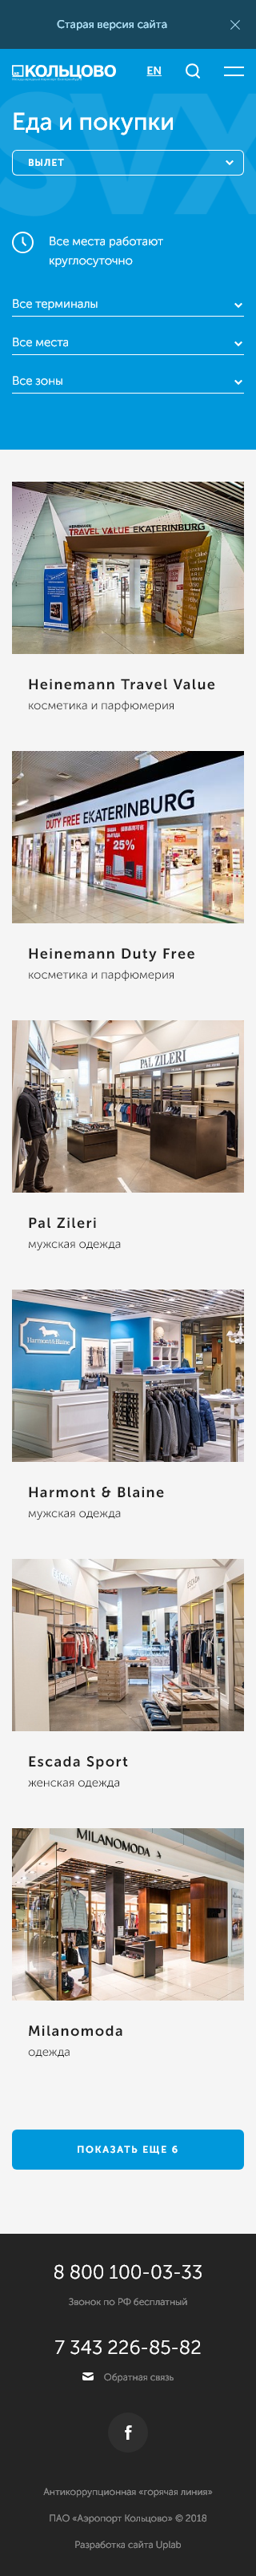 Старая версия сайта
КОЛЬЦОВО
EN
SVX
Еда и покупки
ВЫЛЕТ
Все места работают
круглосуточно
Все терминалы
Все места
Все зоны
TRAVEL VALUE EKATERINBURG
Heinemann Travel Value
косметика и парфюмерия
DUTY FREE EKATERINBURG
25%
Heinemann Duty Free
косметика и парфюмерия
PAL ZILERI
Pal Zileri
мужская одежда
Harmont&Blaine
Harmont & Blaine
мужская одежда
Escada Sport
женская одежда
MILANOMODA
Milanomoda
одежда
ПОКАЗАТЬ ЕЩЕ 6
8 800 100-03-33
Звонок по РФ бесплатный
7 343 226-85-82
Обратная связь
f
Антикоррупционная «горячая линия»
ПАО «Аэропорт Кольцово» © 2018
Разработка сайта Uplab